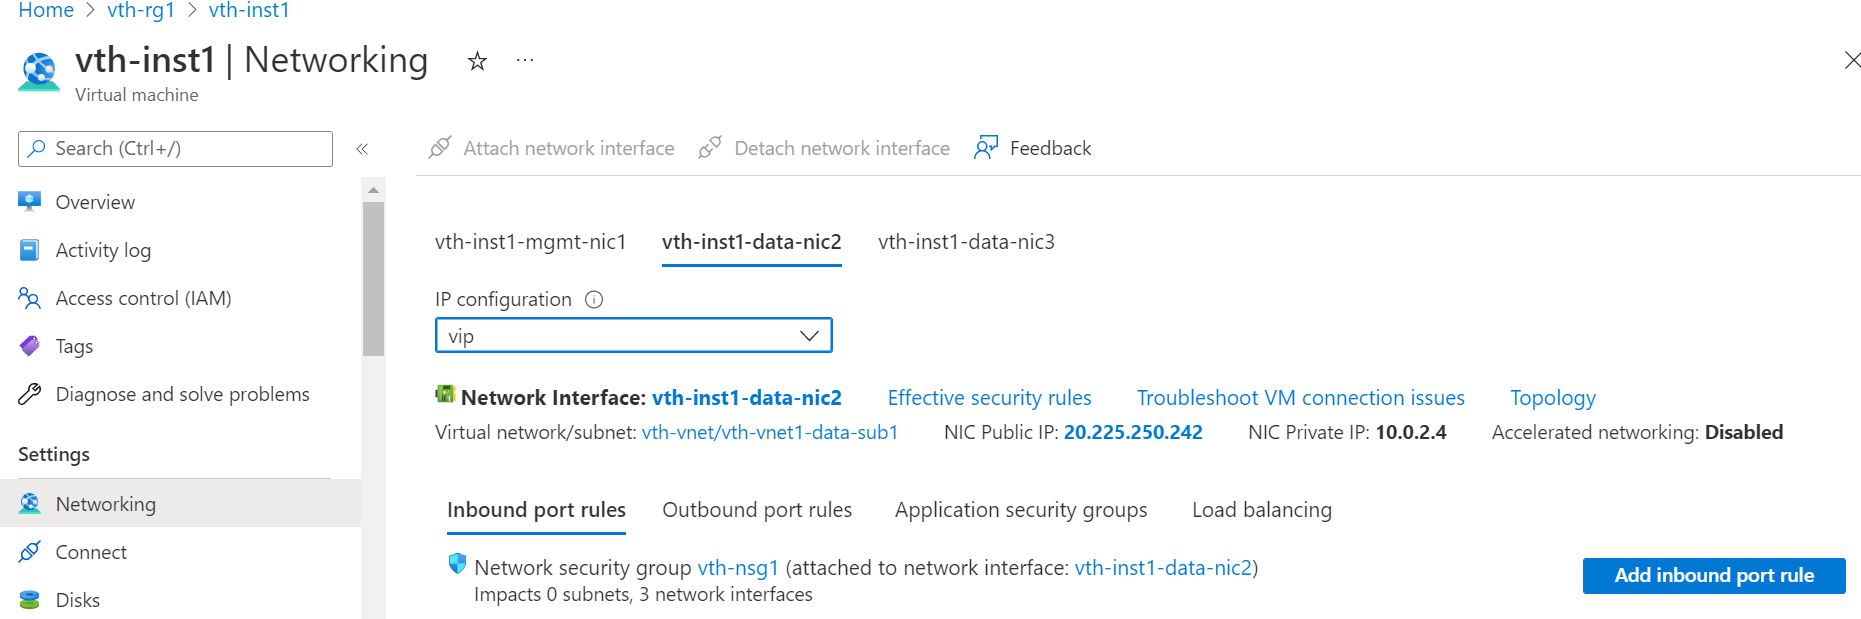 Home > vth-rg1 > vth-inst1
vth-inst1 | Networking
Virtual machine
Search (Ctrl+/)
Overview
Activity log
Access control (IAM)
Tags
Diagnose and solve problems
Settings
Networking
Connect
Disks
Attach network interface Detach network interface Feedback
vth-inst1-mgmt-nic1 vth-inst1-data-nic2 vth-inst1-data-nic3
IP configuration
vip
Network Interface: vth-inst1-data-nic2 Effective security rules Troubleshoot VM connection issues Topology
Virtual network/subnet: vth-vnet/vth-vnet1-data-sub1 NIC Public IP: 20.225.250.242 NIC Private IP: 10.0.2.4 Accelerated networking: Disabled
Inbound port rules Outbound port rules Application security groups Load balancing
Network security group vth-nsg1 (attached to network interface: vth-inst1-data-nic2)
Impacts 0 subnets, 3 network interfaces
Add inbound port rule